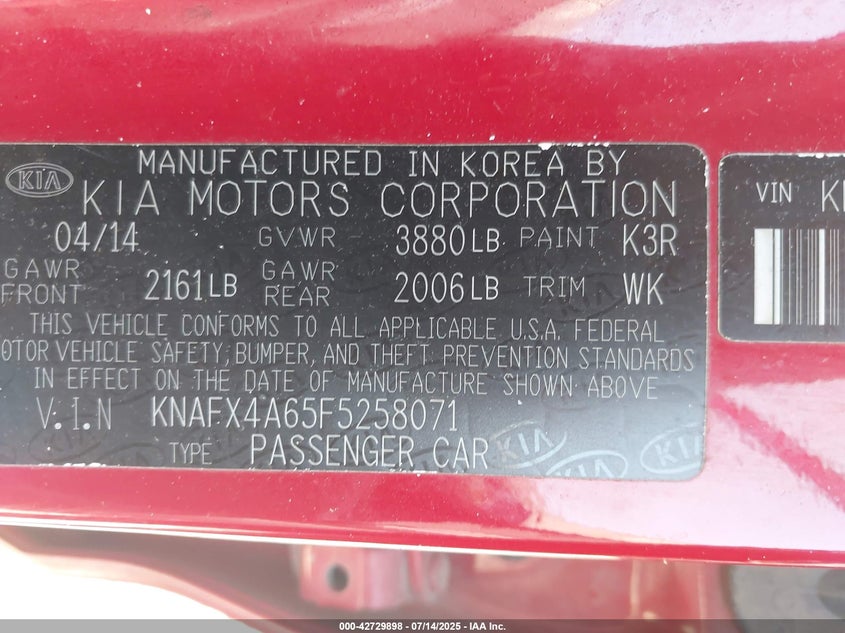 KIA
MANUFACTURED IN KOREA BY
KIA MOTORS CORPORATION
04/14 GVWR 3880LB PAINT K3R
GAWR FRONT 2161LB GAWR REAR 2006LB TRIM WK
THIS VEHICLE CONFORMS TO ALL APPLICABLE U.S.A. FEDERAL
OTOR VEHICLE SAFETY, BUMPER, AND THEFT PREVENTION STANDARDS
IN EFFECT ON THE DATE OF MANUFACTURE SHOWN ABOVE
V.I.N KNAFX4A65F5258071
TYPE PASSENGER CAR
VIN
000-42729898 - 07/14/2025 - IAA Inc.